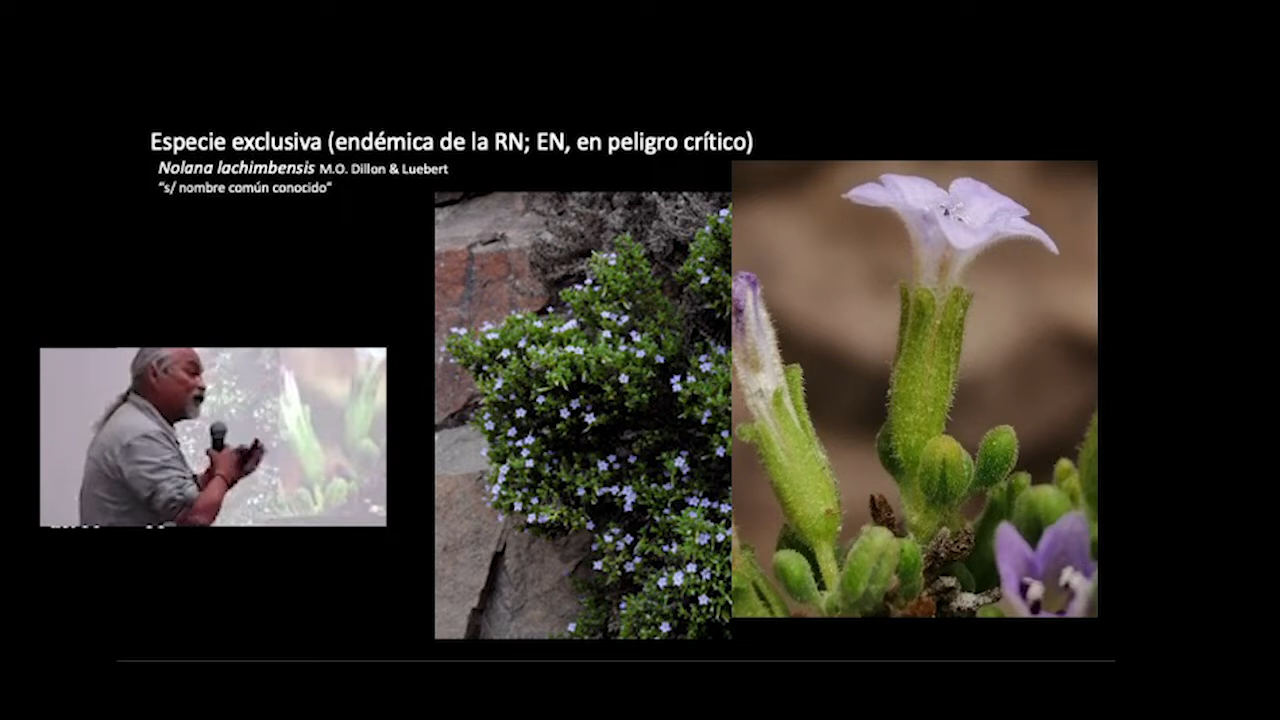 Especie exclusiva (endémica de la RN; EN, en peligro crítico)
Nolana lachimbensis M.O. Dillon & Luebert
“s/ nombre común conocido“